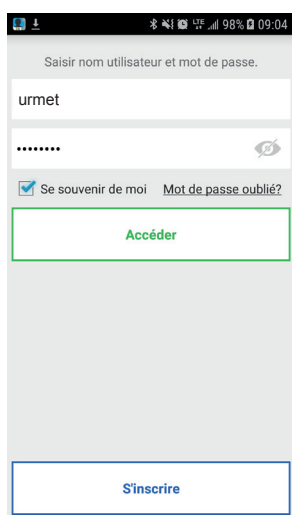 LTE 98% 09:04
Saisir nom utilisateur et mot de passe.
urmet
••••••••
Se souvenir de moi Mot de passe oublié?
Accéder
S'inscrire